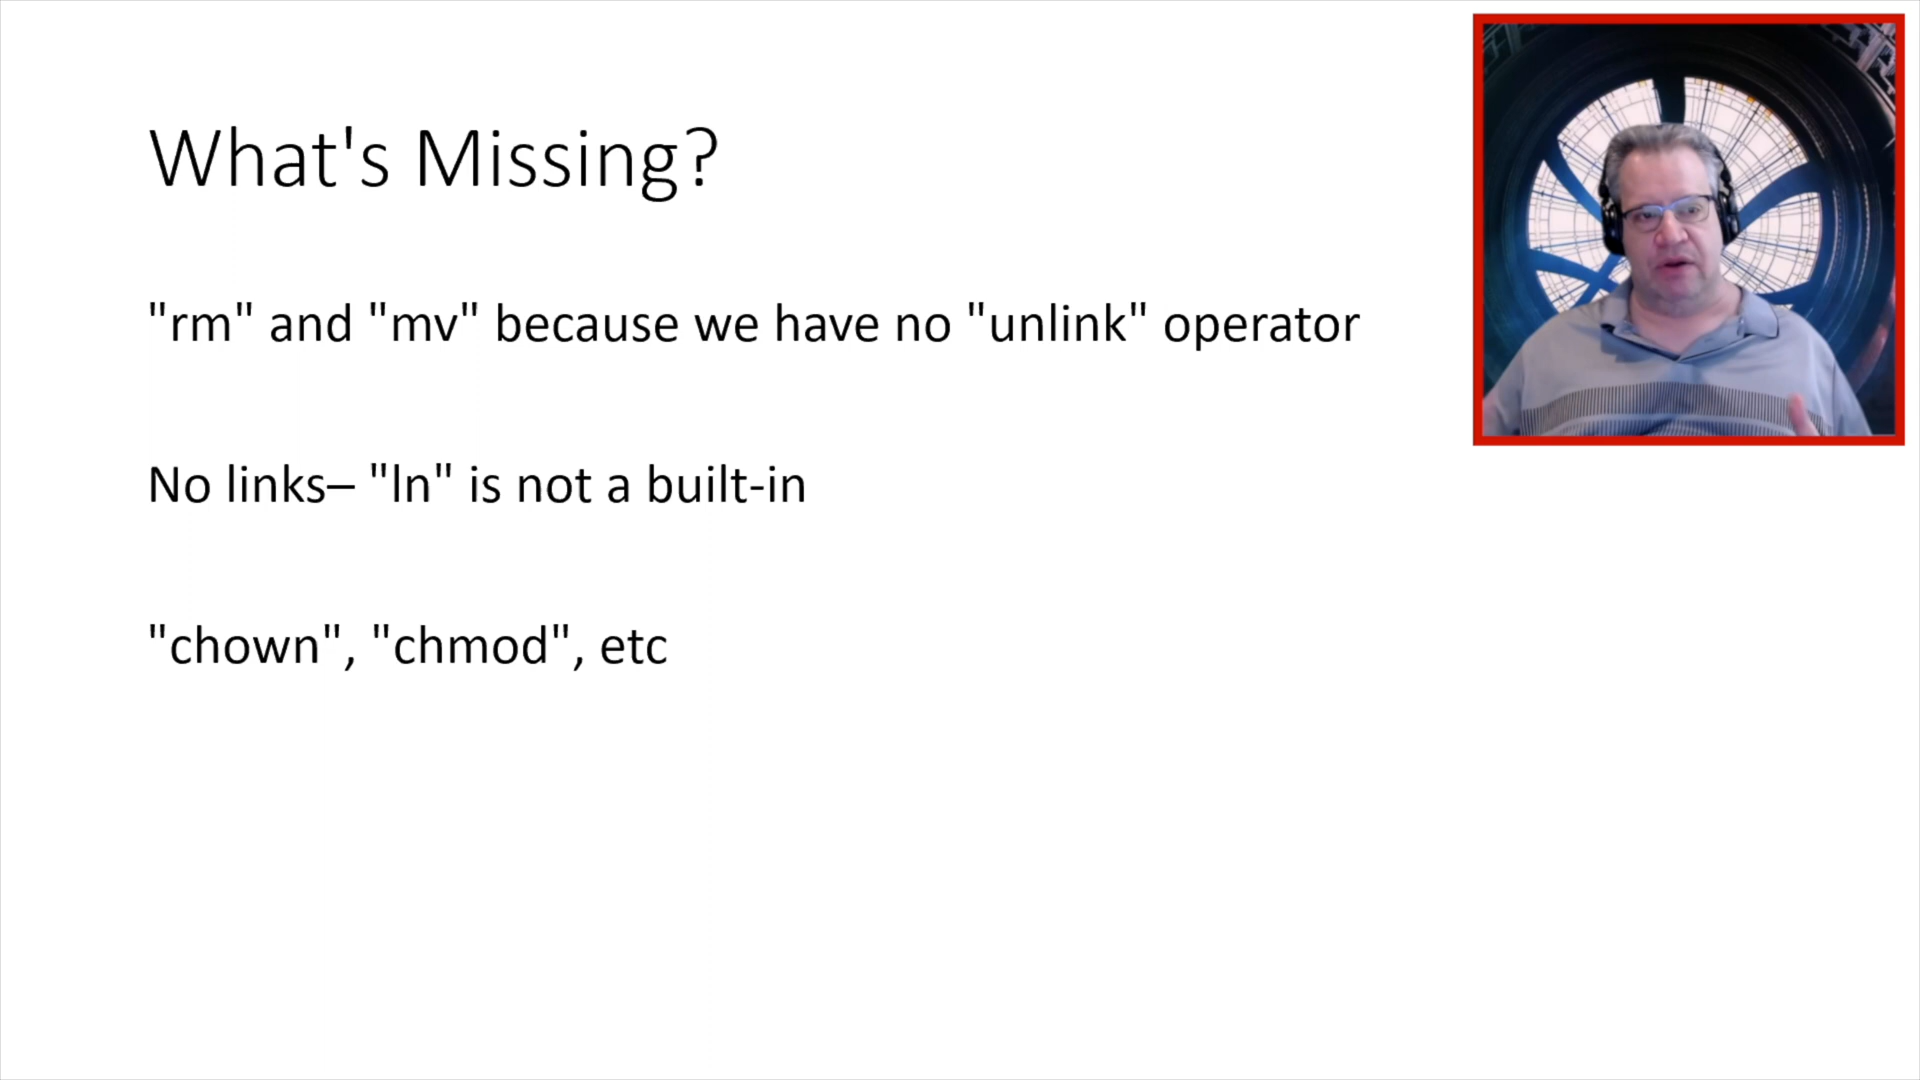 What's Missing?
"rm" and "mv" because we have no "unlink" operator
No links– "ln" is not a built-in
"chown", "chmod", etc